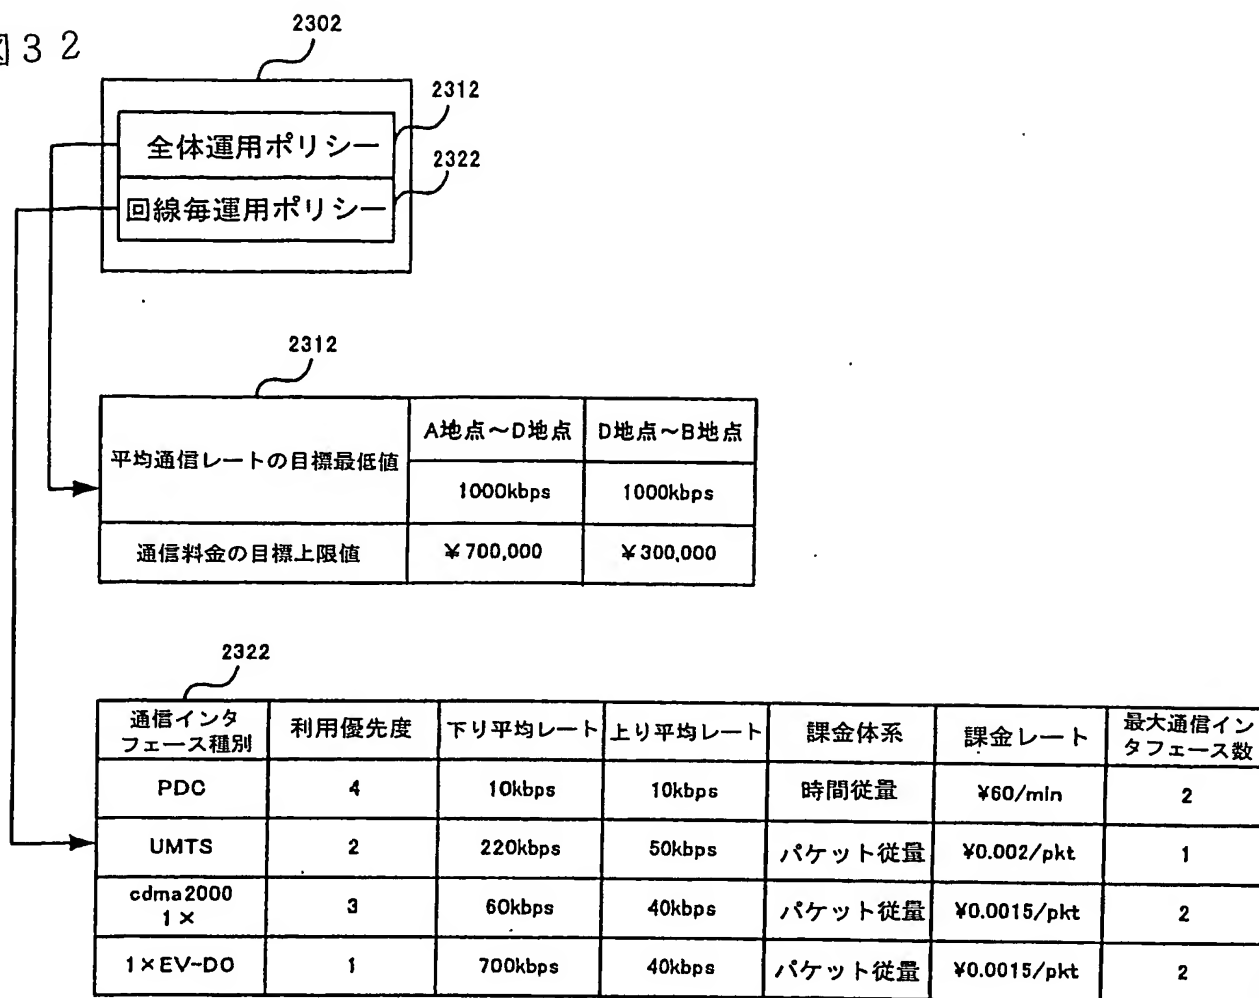 図32
2302
2312
全体運用ポリシー
2322
回線毎運用ポリシー
2312
平均通信レートの目標最低値 A地点～D地点 D地点～B地点
1000kbps 1000kbps
通信料金の目標上限値 ¥700,000 ¥300,000
2322
通信インタ
フェース種別 利用優先度 下り平均レート 上り平均レート 課金体系 課金レート 最大通信イン
タフェース数
PDC 4 10kbps 10kbps 時間従量 ¥60/min 2
UMTS 2 220kbps 50kbps パケット従量 ¥0.002/pkt 1
cdma2000
1× 3 60kbps 40kbps パケット従量 ¥0.0015/pkt 2
1×EV-DO 1 700kbps 40kbps パケット従量 ¥0.0015/pkt 2